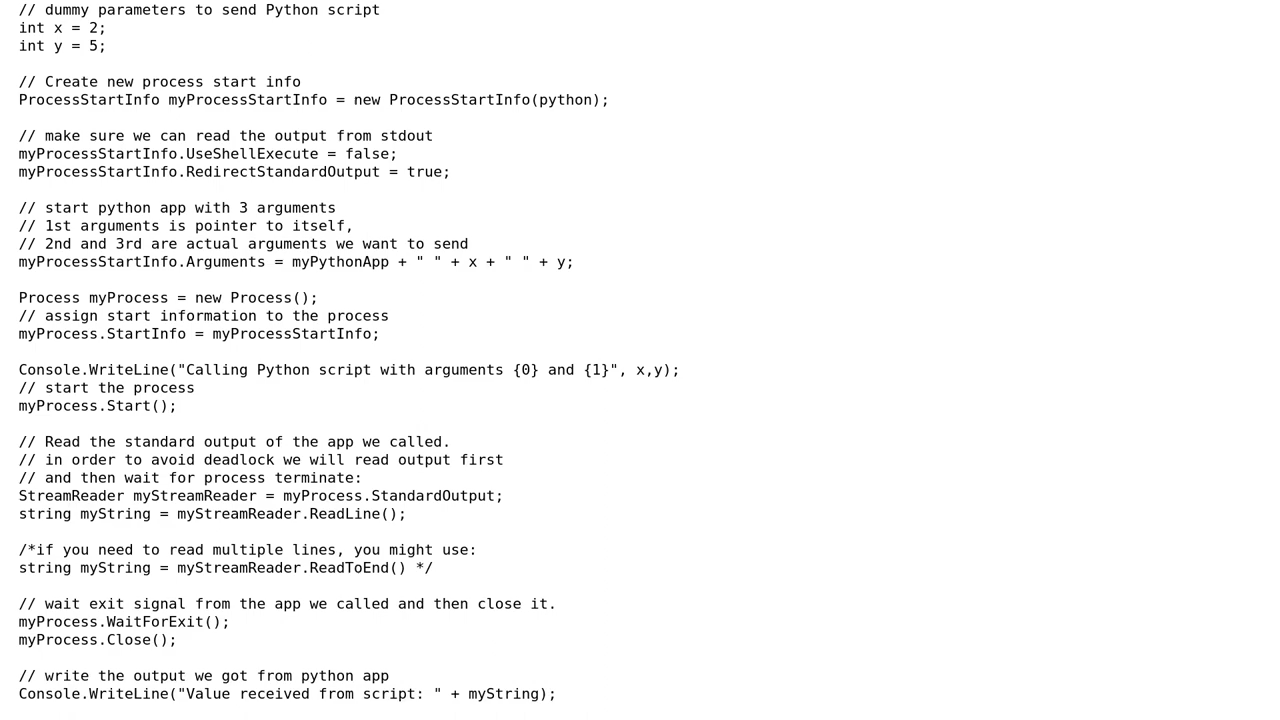 // dummy parameters to send Python script
int x = 2;
int y = 5;

// Create new process start info
ProcessStartInfo myProcessStartInfo = new ProcessStartInfo(python);

// make sure we can read the output from stdout
myProcessStartInfo.UseShellExecute = false;
myProcessStartInfo.RedirectStandardOutput = true;

// start python app with 3 arguments
// 1st arguments is pointer to itself,
// 2nd and 3rd are actual arguments we want to send
myProcessStartInfo.Arguments = myPythonApp + " " + x + " " + y;

Process myProcess = new Process();
// assign start information to the process
myProcess.StartInfo = myProcessStartInfo;

Console.WriteLine("Calling Python script with arguments {0} and {1}", x,y);
// start the process
myProcess.Start();

// Read the standard output of the app we called.
// in order to avoid deadlock we will read output first
// and then wait for process terminate:
StreamReader myStreamReader = myProcess.StandardOutput;
string myString = myStreamReader.ReadLine();

/*if you need to read multiple lines, you might use:
string myString = myStreamReader.ReadToEnd() */

// wait exit signal from the app we called and then close it.
myProcess.WaitForExit();
myProcess.Close();

// write the output we got from python app
Console.WriteLine("Value received from script: " + myString);